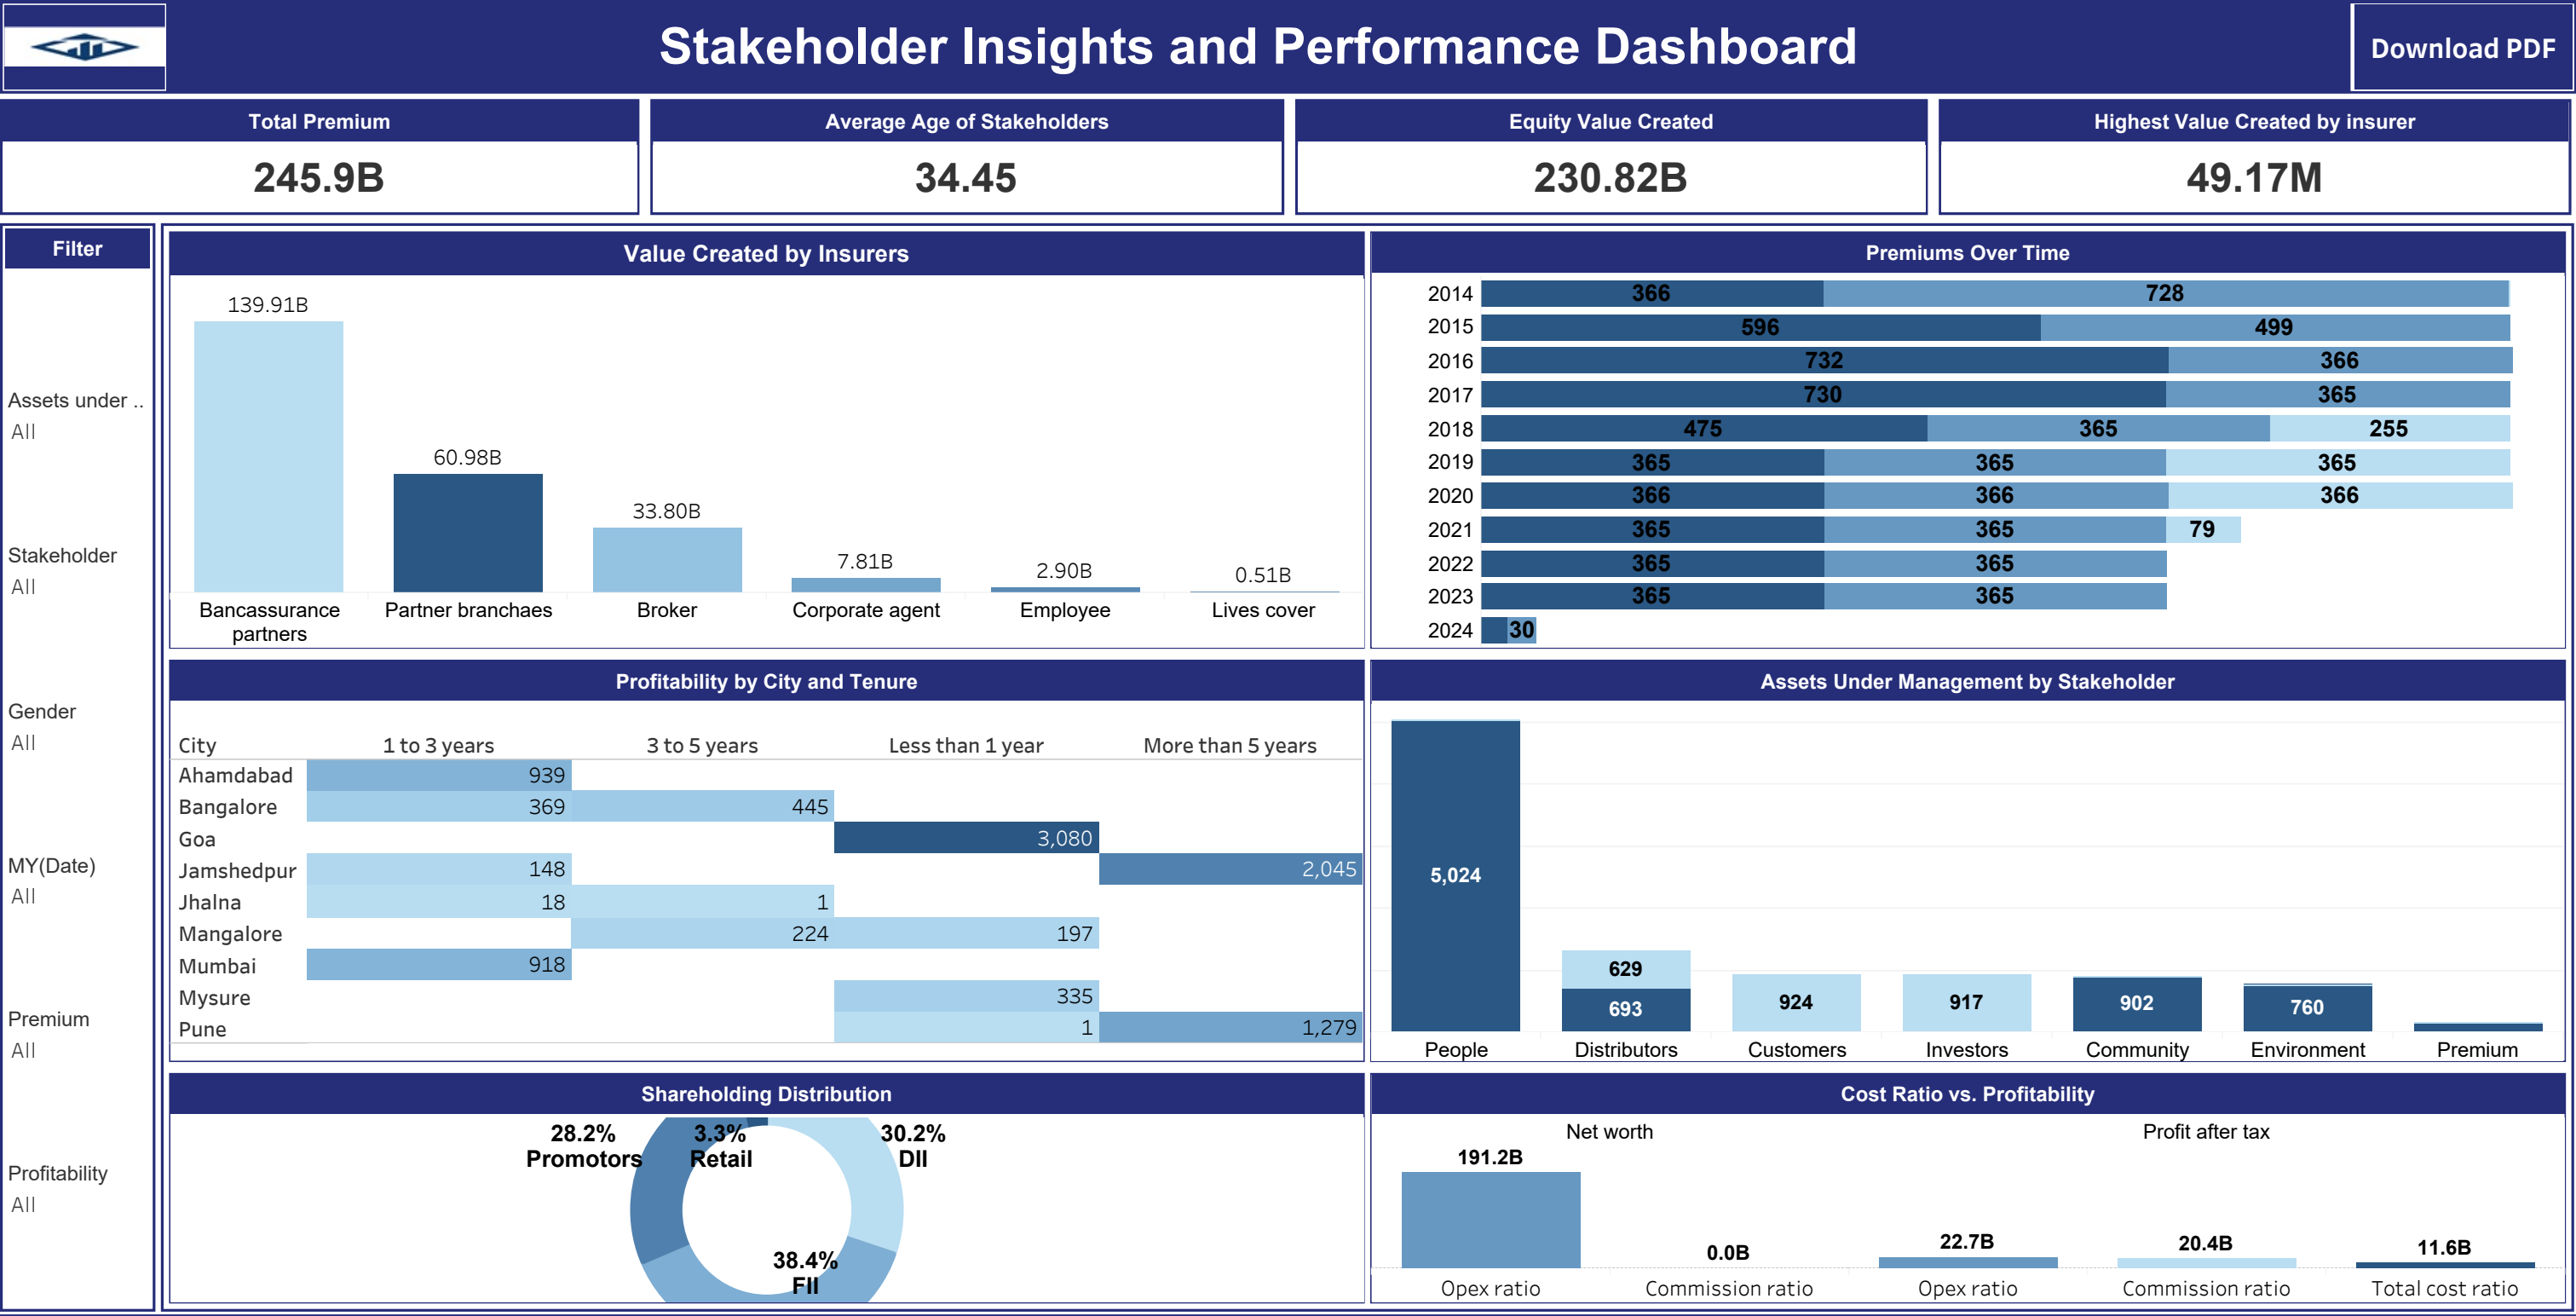 Stakeholder Insights and Performance Dashboard
Download PDF
Total Premium
245.9B
Average Age of Stakeholders
34.45
Equity Value Created
230.82B
Highest Value Created by insurer
49.17M
Filter
Assets under ..
All
Stakeholder
All
Gender
All
MY(Date)
All
Premium
All
Profitability
All
Value Created by Insurers
139.91B
60.98B
33.80B
7.81B
2.90B
0.51B
Bancassurance
partners
Partner branchaes
Broker
Corporate agent
Employee
Lives cover
Premiums Over Time
2014 366 728
2015 596 499
2016 732 366
2017 730 365
2018 475 365 255
2019 365 365 365
2020 366 366 366
2021 365 365 79
2022 365 365
2023 365 365
2024 30
Profitability by City and Tenure
City 1 to 3 years 3 to 5 years Less than 1 year More than 5 years
Ahamdabad 939
Bangalore 369 445
Goa 3,080
Jamshedpur 148 2,045
Jhalna 18 1
Mangalore 224 197
Mumbai 918
Mysure 335
Pune 1 1,279
Assets Under Management by Stakeholder
5,024
629
693
924
917
902
760
People Distributors Customers Investors Community Environment Premium
Shareholding Distribution
28.2%
Promotors
3.3%
Retail
30.2%
DII
38.4%
FII
Cost Ratio vs. Profitability
Net worth Profit after tax
191.2B
0.0B
22.7B
20.4B
11.6B
Opex ratio Commission ratio Opex ratio Commission ratio Total cost ratio